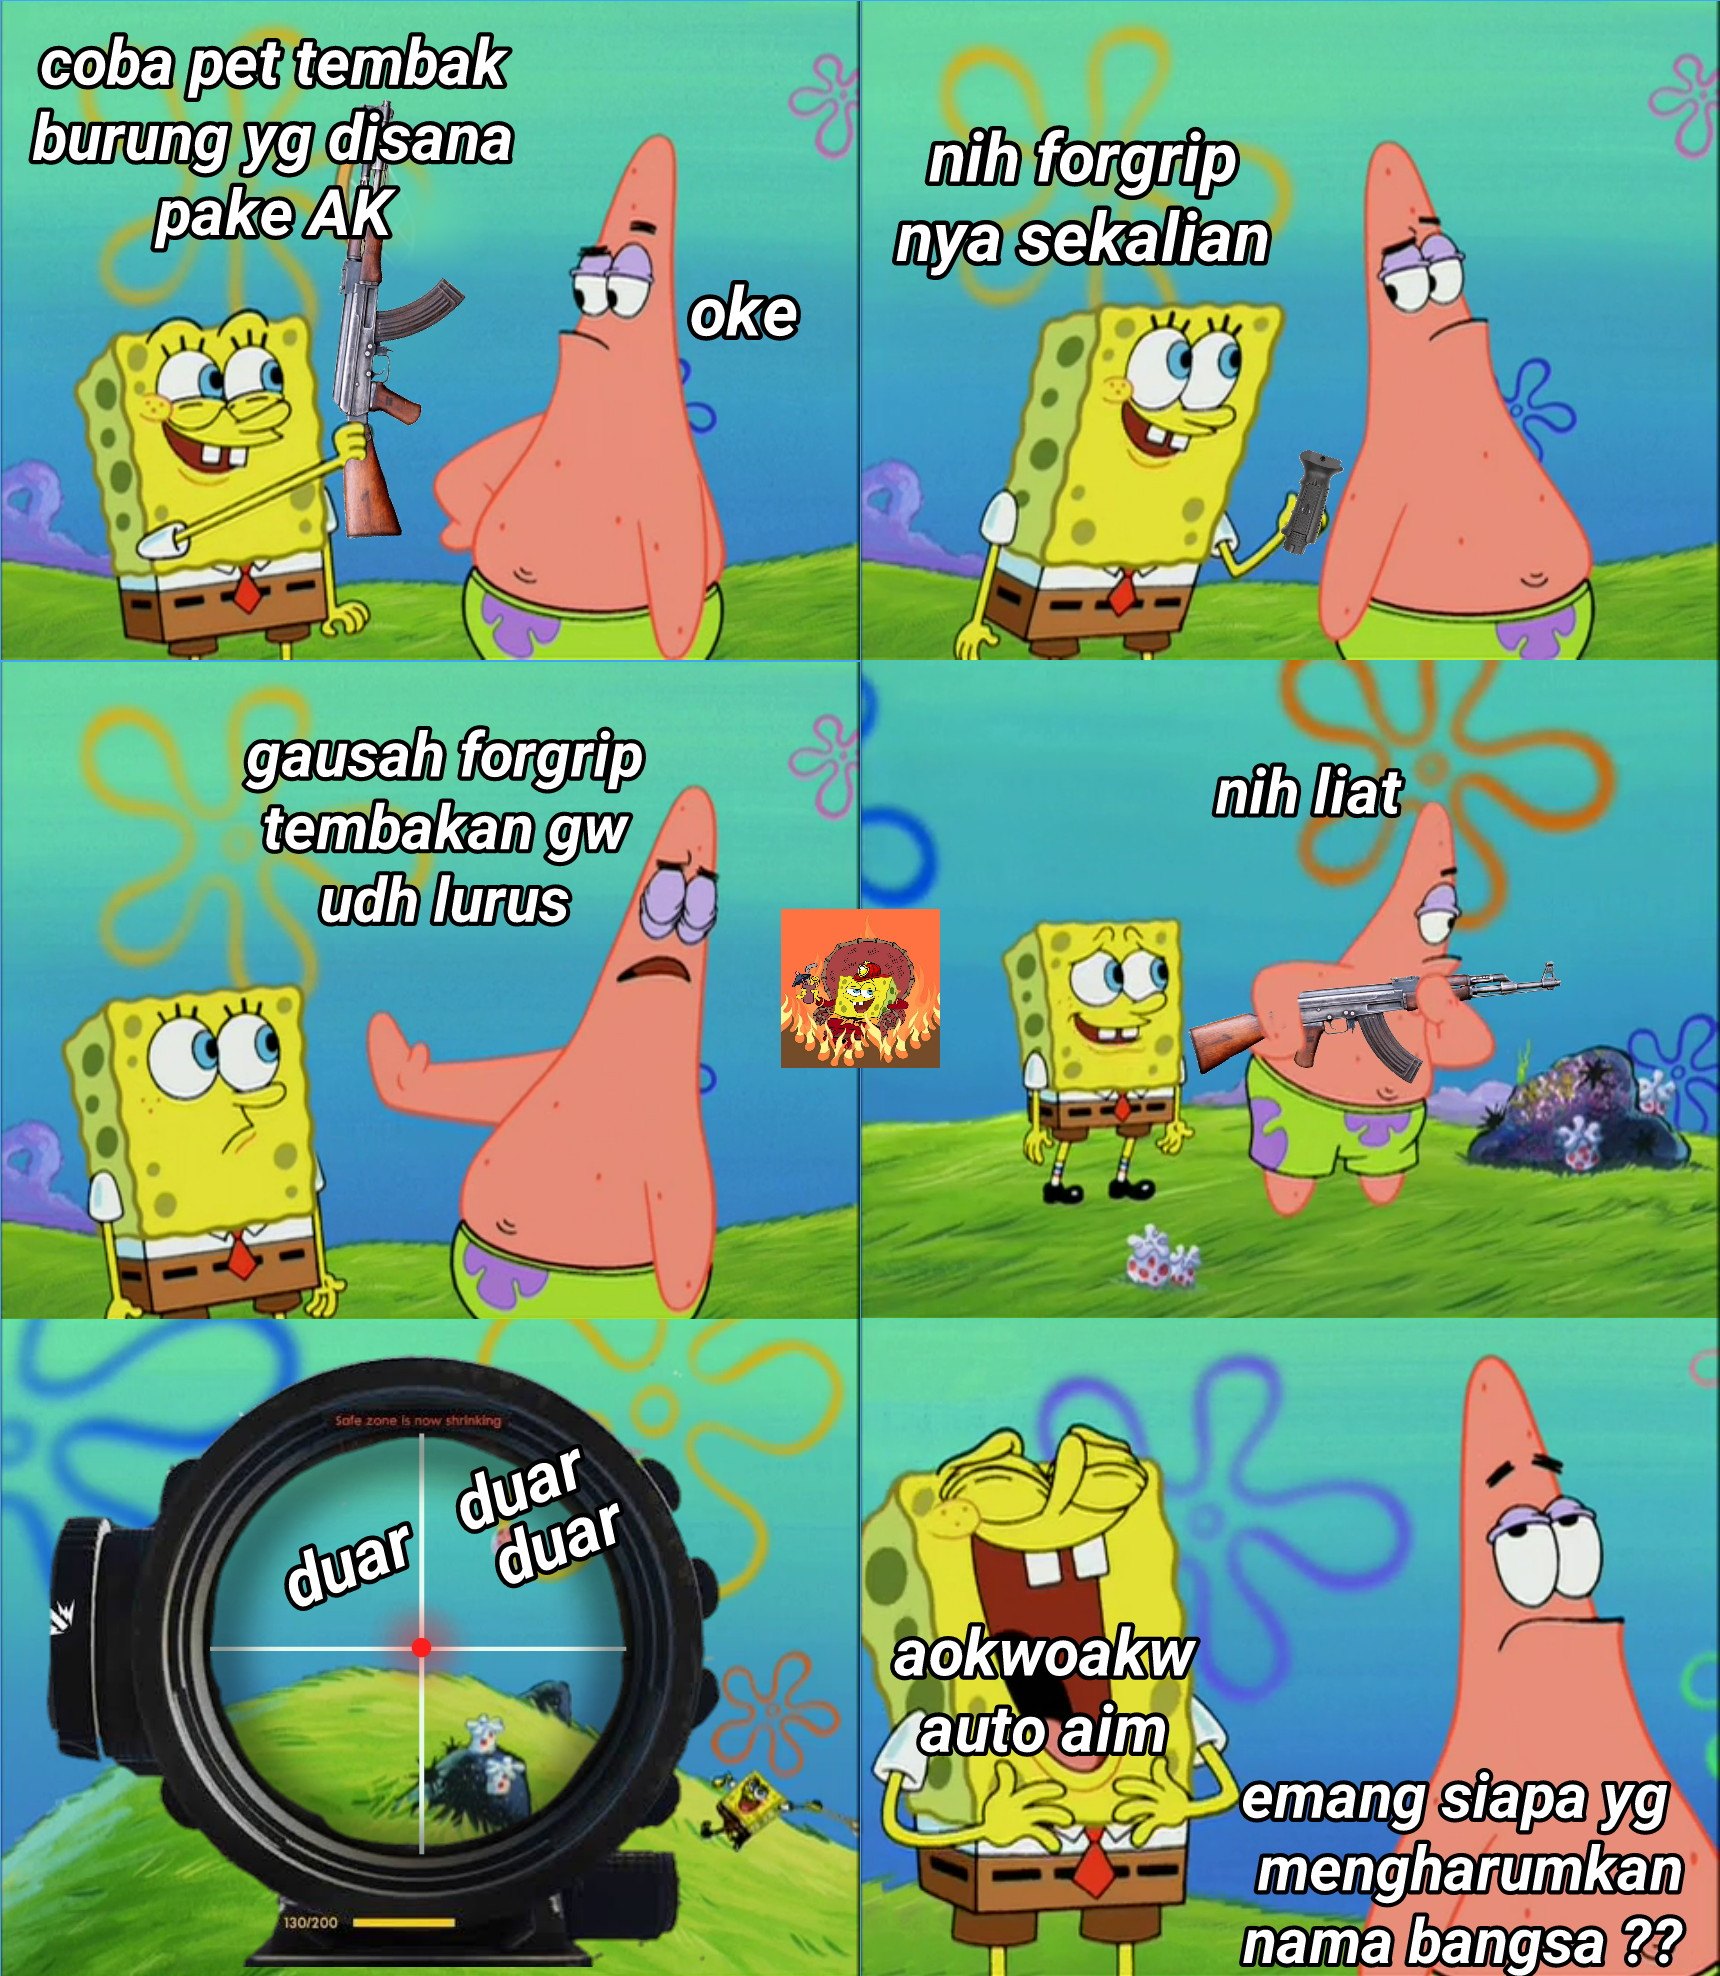 coba pet tembak
burung yg disana
pake AK
oke
nih forgrip
nya sekalian
gausah forgrip
tembakan gw
udh lurus
nih liat
Safe zone is now shrinking
duar
duar
duar
130/200
aokwoakw
auto aim
emang siapa yg
mengharumkan
nama bangsa ??